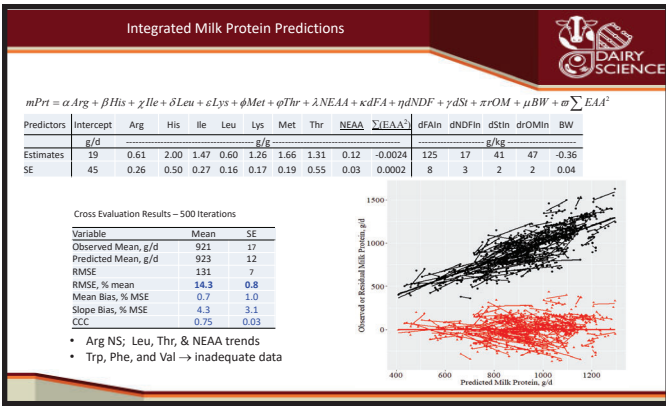 Integrated Milk Protein Predictions
DAIRY
SCIENCE
mPrt = α Arg + β His + χ Ile + δ Leu + ε Lys + ϕ Met + φ Thr + λ NEAA + κ dFA + η dNDF + γ dSt + π rOM + μ BW + ϖ ∑ EAA²
Predictors Intercept Arg His Ile Leu Lys Met Thr NEAA ∑(EAA²) dFAIn dNDFIn dStIn drOMIn BW
g/d -------------------- g/g -------------------- -------------------- g/kg --------------------
Estimates 19 0.61 2.00 1.47 0.60 1.26 1.66 1.31 0.12 -0.0024 125 17 41 47 -0.36
SE 45 0.26 0.50 0.27 0.16 0.17 0.19 0.55 0.03 0.0002 8 3 2 2 0.04
Cross Evaluation Results – 500 Iterations
Variable Mean SE
Observed Mean, g/d 921 17
Predicted Mean, g/d 923 12
RMSE 131 7
RMSE, % mean 14.3 0.8
Mean Bias, % MSE 0.7 1.0
Slope Bias, % MSE 4.3 3.1
CCC 0.75 0.03
• Arg NS; Leu, Thr, & NEAA trends
• Trp, Phe, and Val → inadequate data
Observed or Residual Milk Protein, g/d
1500
1000
500
0
400 600 800 1000 1200
Predicted Milk Protein, g/d